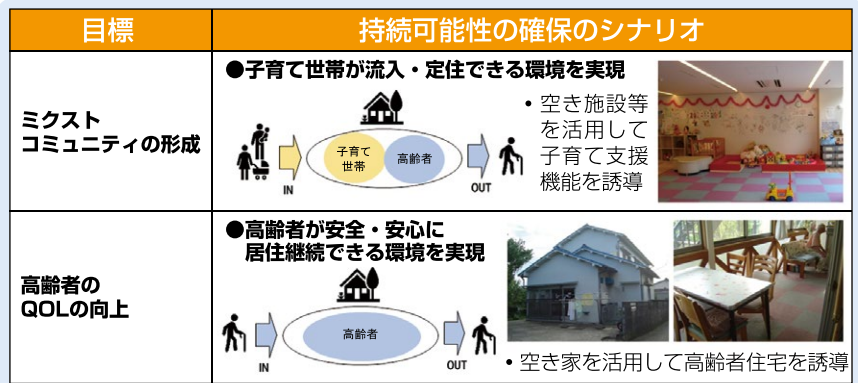 目標
持続可能性の確保のシナリオ
ミクスト
コミュニティの形成
●子育て世帯が流入・定住できる環境を実現
子育て
世帯
高齢者
IN
OUT
• 空き施設等
を活用して
子育て支援
機能を誘導
高齢者の
QOLの向上
●高齢者が安全・安心に
居住継続できる環境を実現
高齢者
IN
OUT
• 空き家を活用して高齢者住宅を誘導